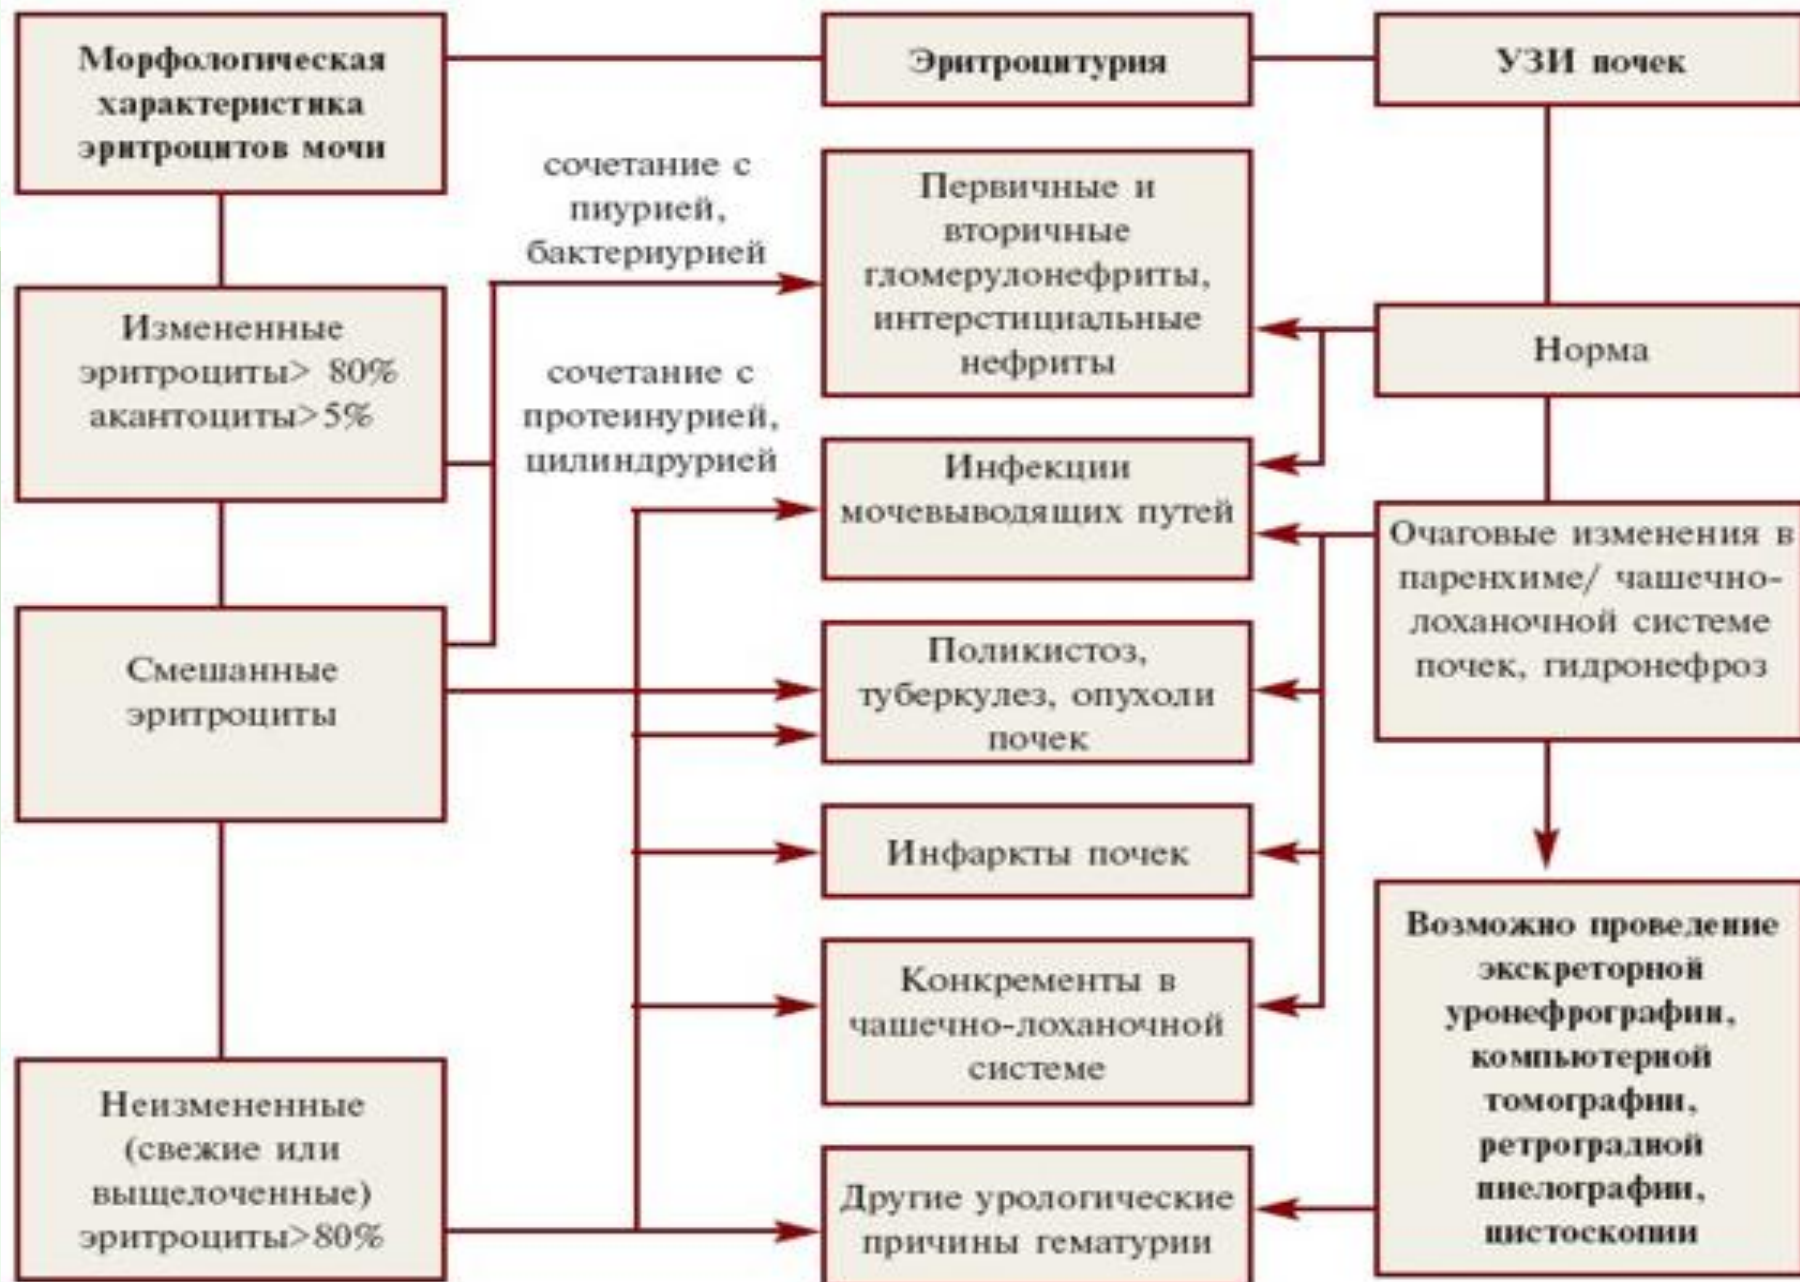 Морфологическая
характеристика
эритроцитов мочи
Эритроцитурия
УЗИ почек
сочетание с
пиурией,
бактериурией
Первичные и
вторичные
гломерулонефриты,
интерстициальные
нефриты
Измененные
эритроциты> 80%
акантоциты>5%
Норма
сочетание с
протеинурией,
цилиндрурией
Инфекции
мочевыводящих путей
Очаговые изменения в
паренхиме/ чашечно-
лоханочной системе
почек, гидронефроз
Смешанные
эритроциты
Поликистоз,
туберкулез, опухоли
почек
Инфаркты почек
Возможно проведение
экскреторной
уронефрографии,
компьютерной
томографии,
ретроградной
пиелографии,
цистоскопии
Конкременты в
чашечно-лоханочной
системе
Неизмененные
(свежие или
выщелоченные)
эритроциты>80%
Другие урологические
причины гематурии